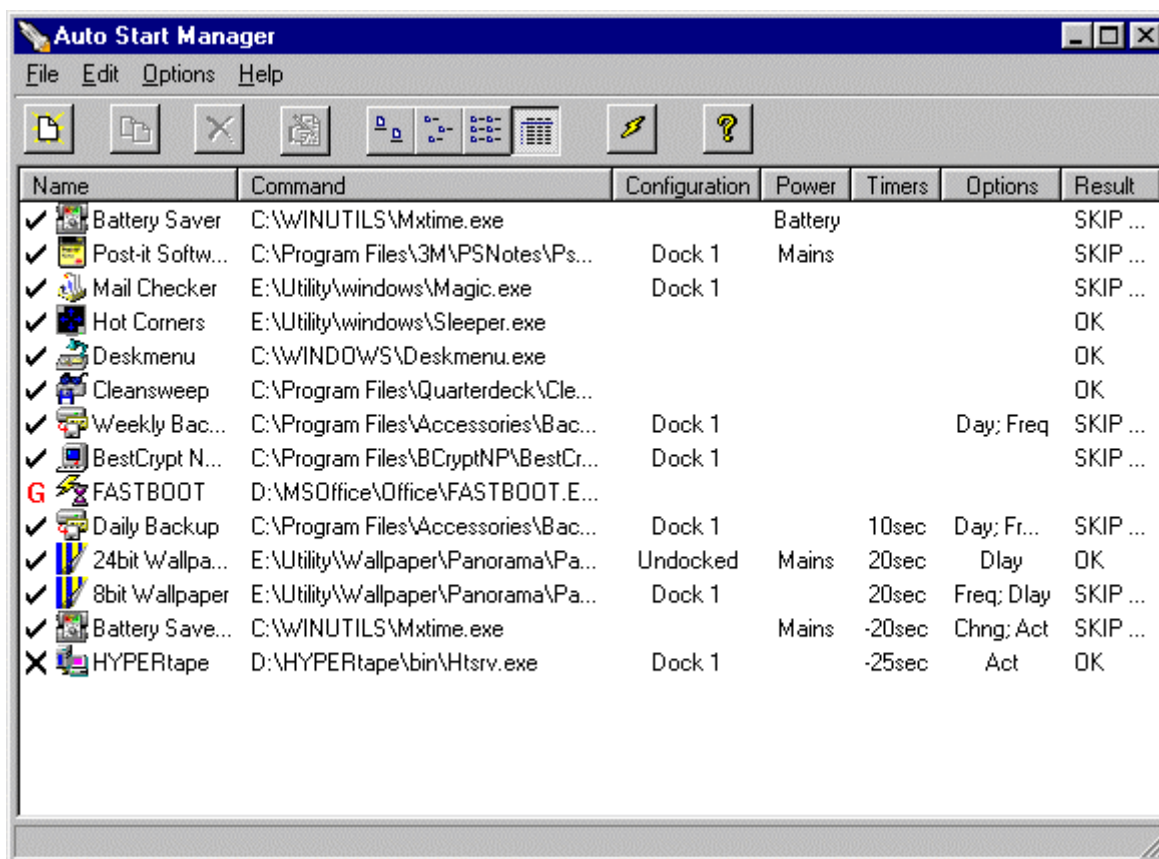 Auto Start Manager
File Edit Options Help
Name Command Configuration Power Timers Options Result
Battery Saver C:\WINUTILS\Mxtime.exe Battery SKIP ...
Post-it Softw... C:\Program Files\3M\PSNotes\Ps... Dock 1 Mains SKIP ...
Mail Checker E:\Utility\windows\Magic.exe Dock 1 SKIP ...
Hot Corners E:\Utility\windows\Sleeper.exe OK
Deskmenu C:\WINDOWS\Deskmenu.exe OK
Cleansweep C:\Program Files\Quarterdeck\Cle... OK
Weekly Bac... C:\Program Files\Accessories\Bac... Dock 1 Day; Freq SKIP ...
BestCrypt N... C:\Program Files\BCryptNP\BestCr... Dock 1 SKIP ...
G FASTBOOT D:\MSOffice\Office\FASTBOOT.E...
Daily Backup C:\Program Files\Accessories\Bac... Dock 1 10sec Day; Fr... SKIP ...
24bit Wallpa... E:\Utility\Wallpaper\Panorama\Pa... Undocked Mains 20sec Dlay OK
8bit Wallpaper E:\Utility\Wallpaper\Panorama\Pa... Dock 1 20sec Freq; Dlay SKIP ...
Battery Save... C:\WINUTILS\Mxtime.exe Mains -20sec Chng; Act SKIP ...
HYPERtape D:\HYPERtape\bin\Htsrv.exe Dock 1 -25sec Act OK